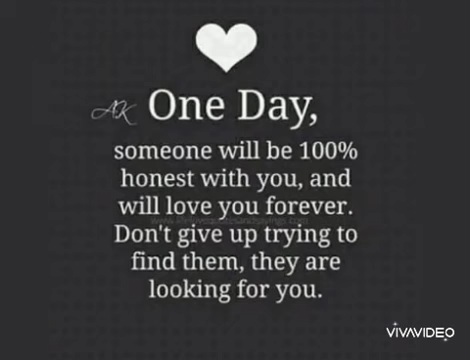 AK One Day,
someone will be 100%
honest with you, and
will love you forever.
Don't give up trying to
find them, they are
looking for you.
VIVAVIDEO